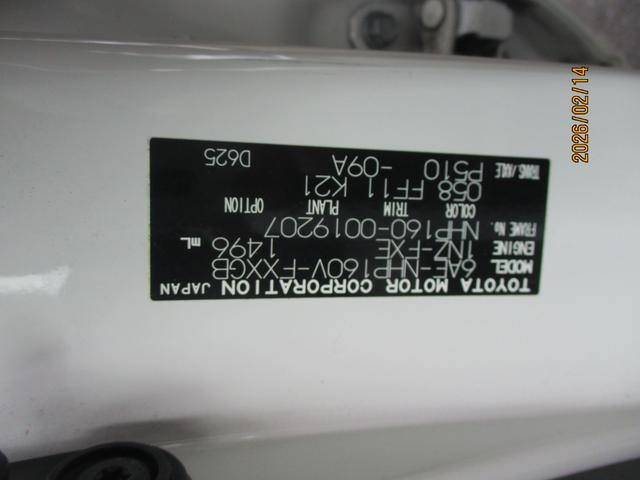 TOYOTA MOTOR CORPORATION JAPAN
MODEL 6AE-NHP160V-FXXGB
ENGINE 1NZ-FXE 1496 mL
FRAME No. NHP160-0019207
COLOR TRIM PLANT OPTION
058 FF11 K21
TRANS/AXLE P510 -09A D625
2026/02/14